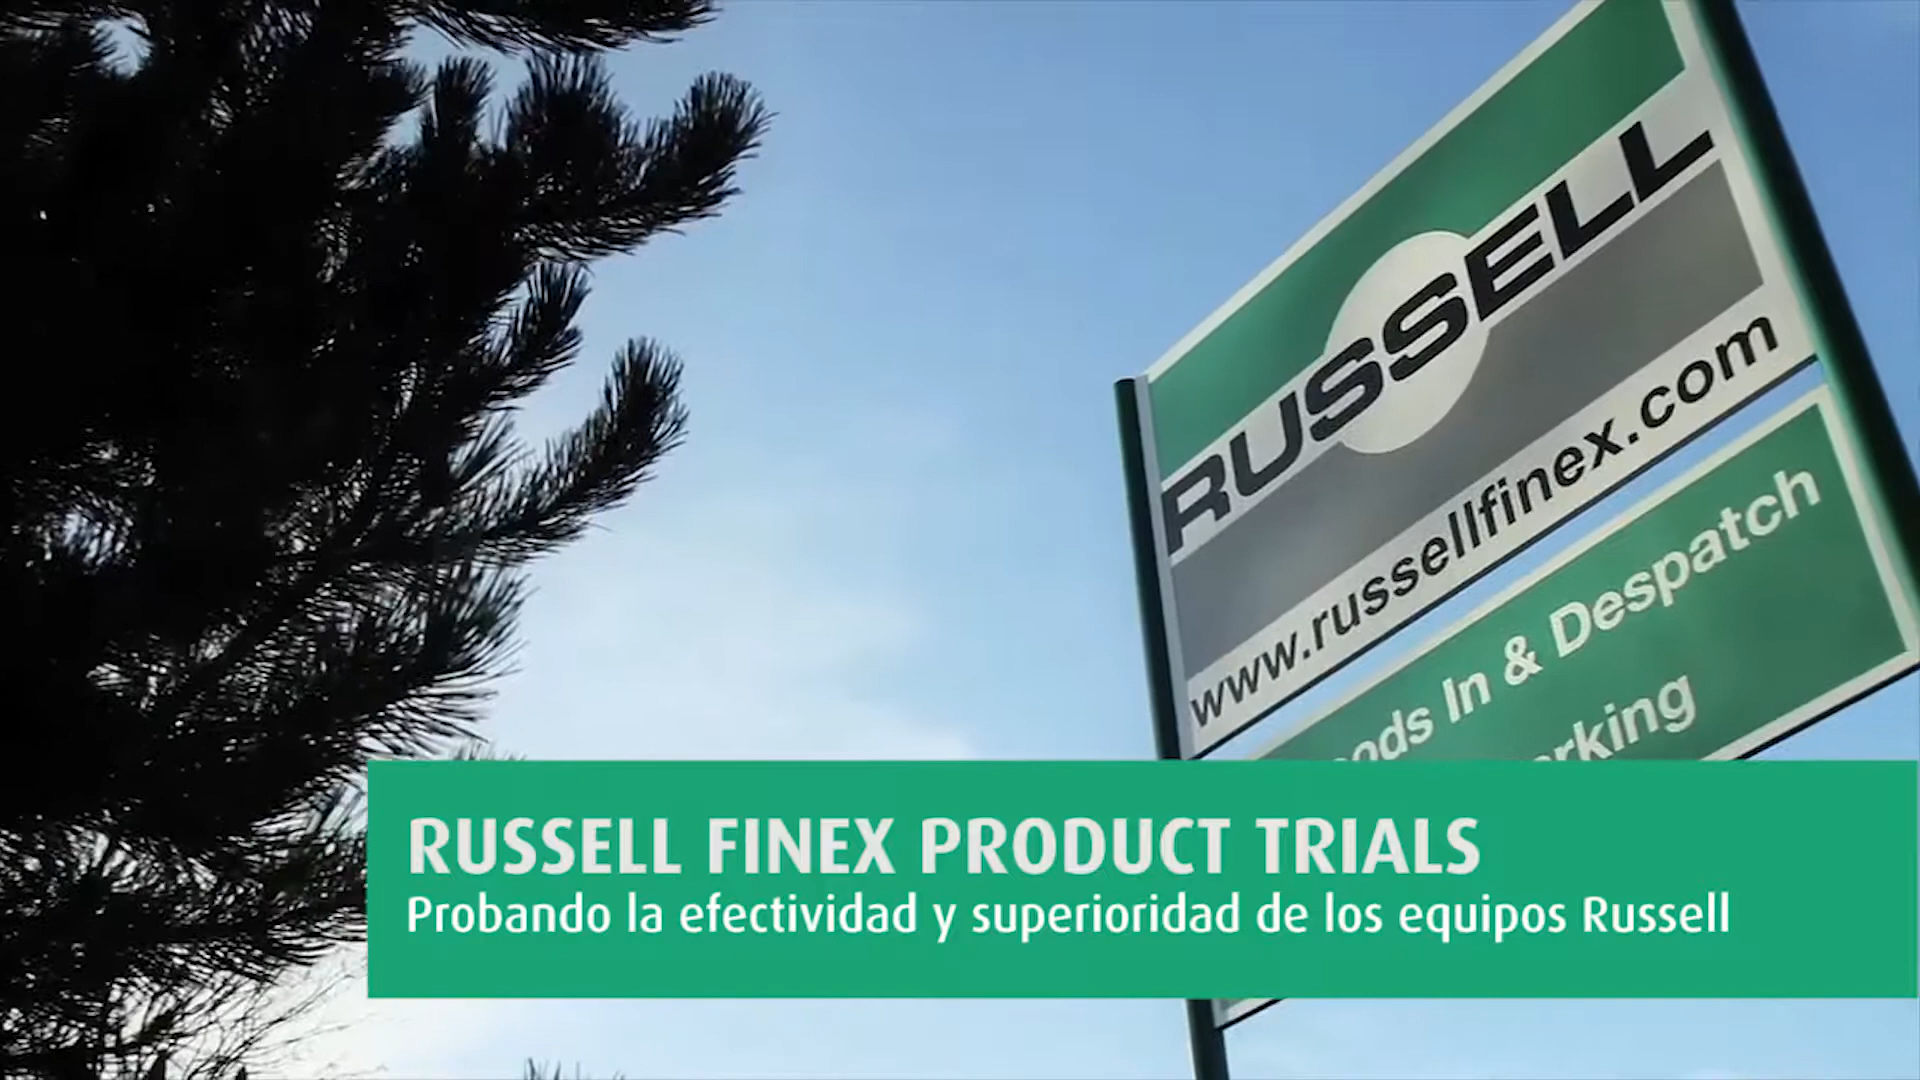 RUSSELL
www.russellfinex.com
In & Despatch
RUSSELL FINEX PRODUCT TRIALS
Probando la efectividad y superioridad de los equipos Russell